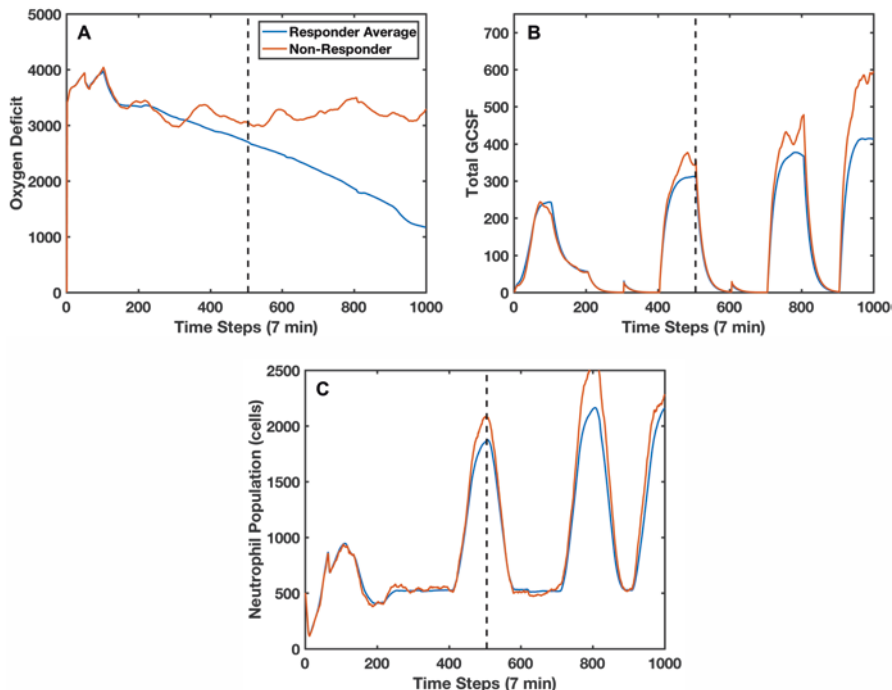 A
Responder Average
Non-Responder
5000
4000
3000
2000
1000
0
Oxygen Deficit
0 200 400 600 800 1000
Time Steps (7 min)
B
700
600
500
400
300
200
100
0
Total GCSF
0 200 400 600 800 1000
Time Steps (7 min)
C
2500
2000
1500
1000
500
0
Neutrophil Population (cells)
0 200 400 600 800 1000
Time Steps (7 min)